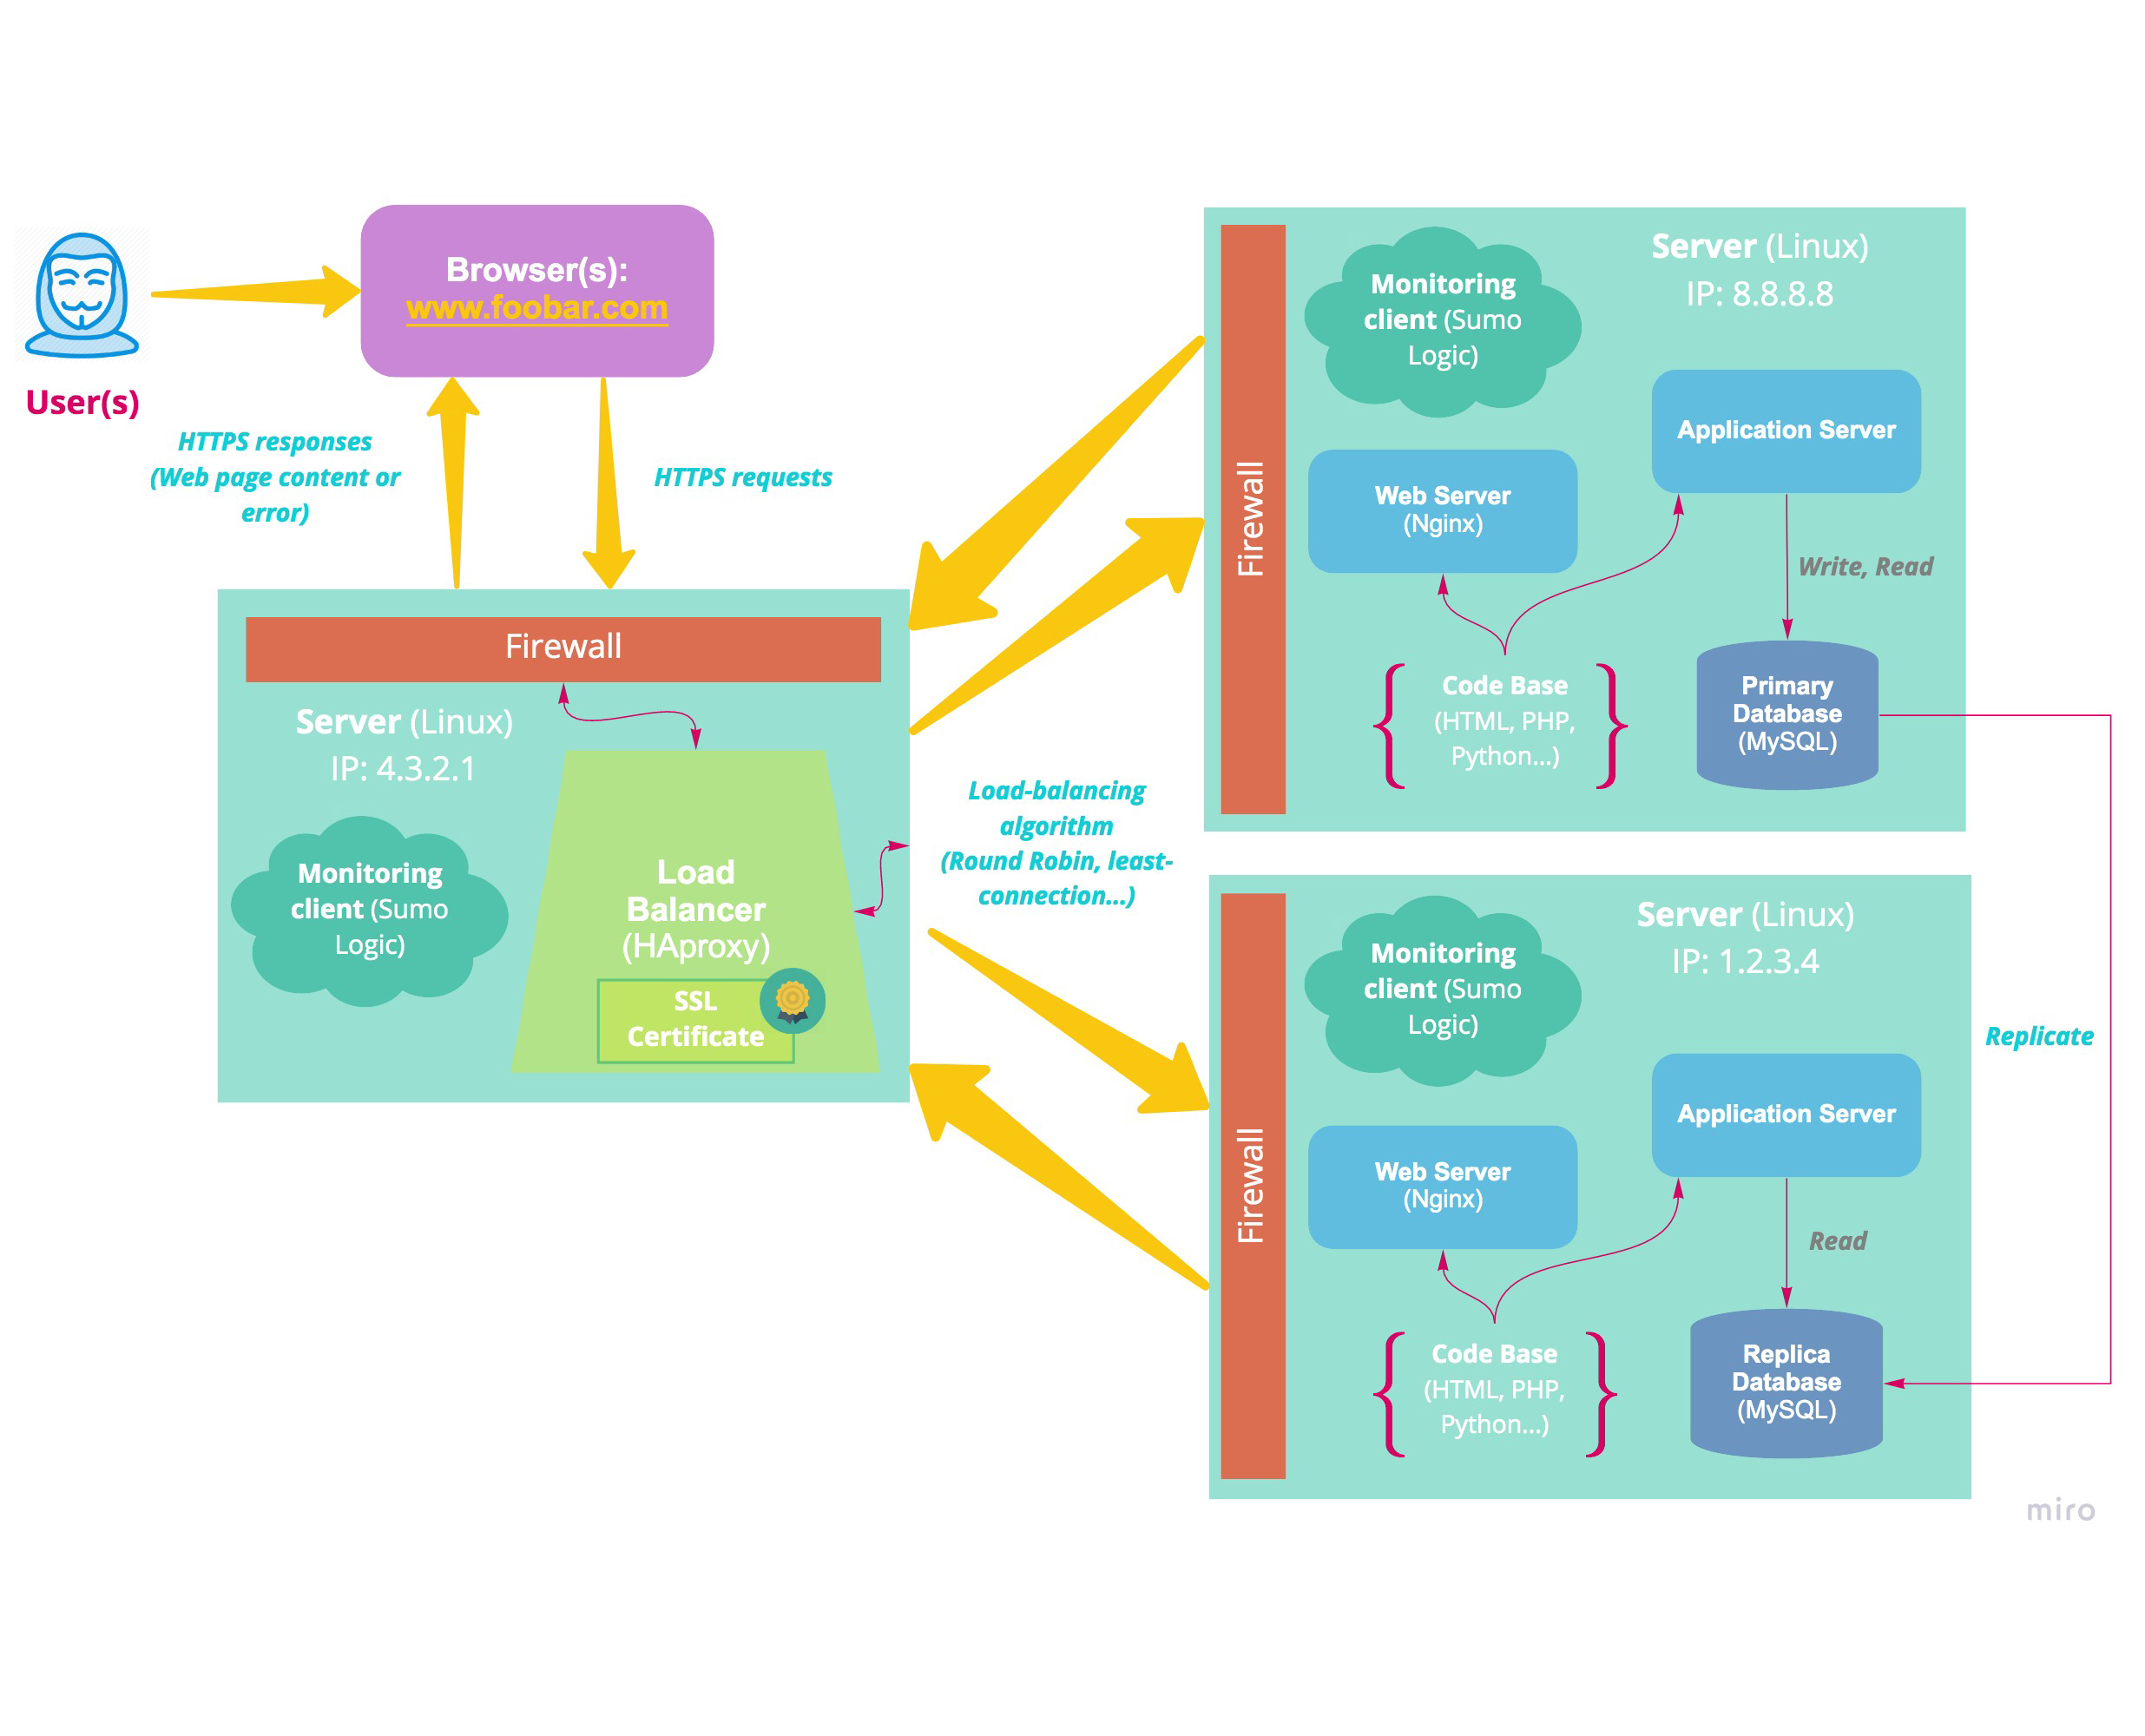 Browser(s):
www.foobar.com
User(s)
HTTPS responses
(Web page content or
error)
HTTPS requests
Firewall
Server (Linux)
IP: 4.3.2.1
Monitoring
client (Sumo
Logic)
Load
Balancer
(HAproxy)
SSL
Certificate
Load-balancing
algorithm
(Round Robin, least-
connection...)
Firewall
Monitoring
client (Sumo
Logic)
Server (Linux)
IP: 8.8.8.8
Application Server
Web Server
(Nginx)
Write, Read
Code Base
(HTML, PHP,
Python...)
Primary
Database
(MySQL)
Firewall
Monitoring
client (Sumo
Logic)
Server (Linux)
IP: 1.2.3.4
Replicate
Application Server
Web Server
(Nginx)
Read
Code Base
(HTML, PHP,
Python...)
Replica
Database
(MySQL)
miro